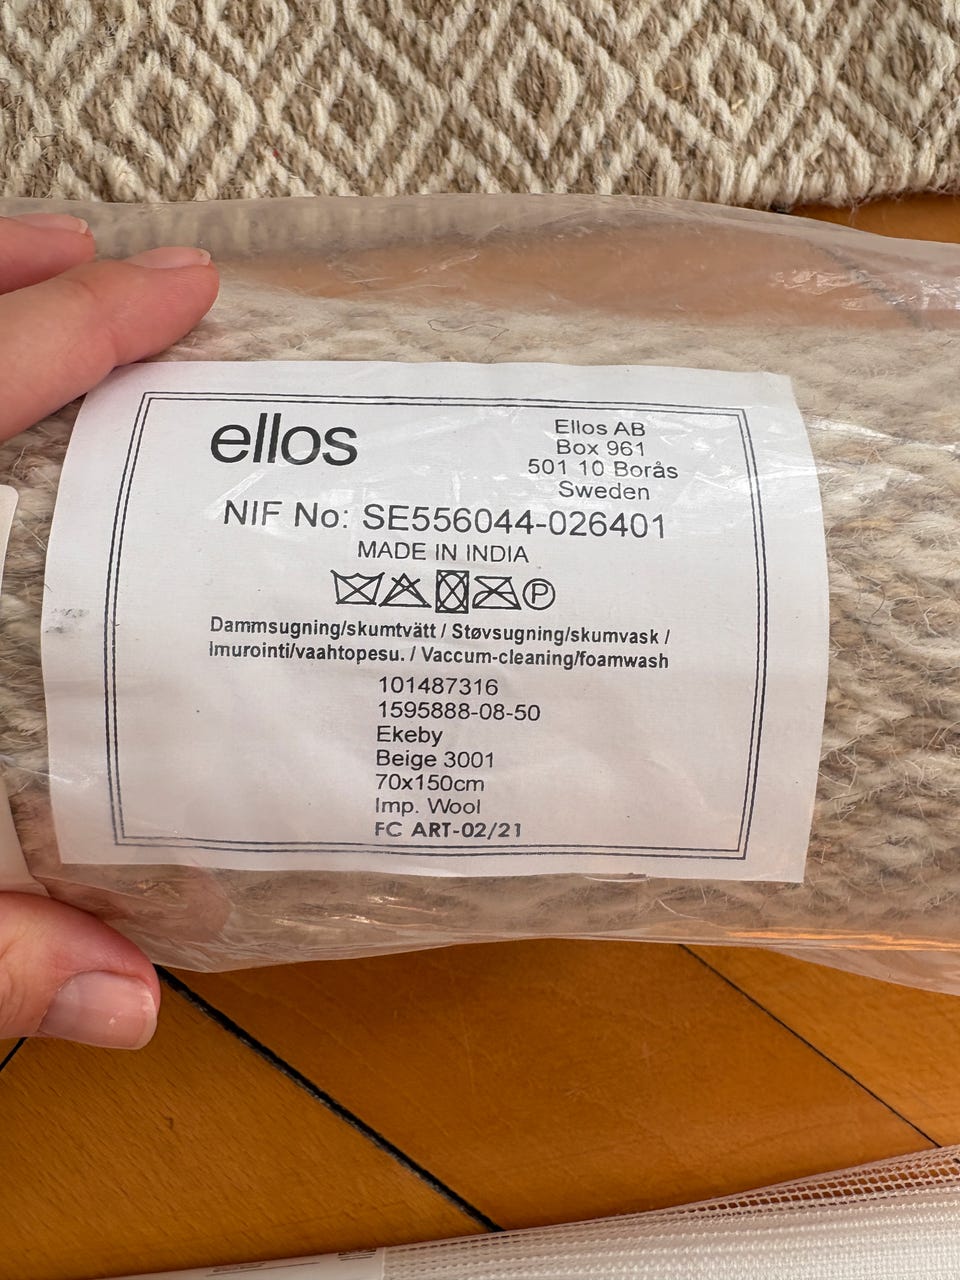 ellos
Ellos AB
Box 961
501 10 Borås
Sweden
NIF No: SE556044-026401
MADE IN INDIA
P
Dammsugning/skumtvätt / Støvsugning/skumvask /
Imurointi/vaahtopesu. / Vaccum-cleaning/foamwash
101487316
1595888-08-50
Ekeby
Beige 3001
70x150cm
Imp. Wool
FC ART-02/21